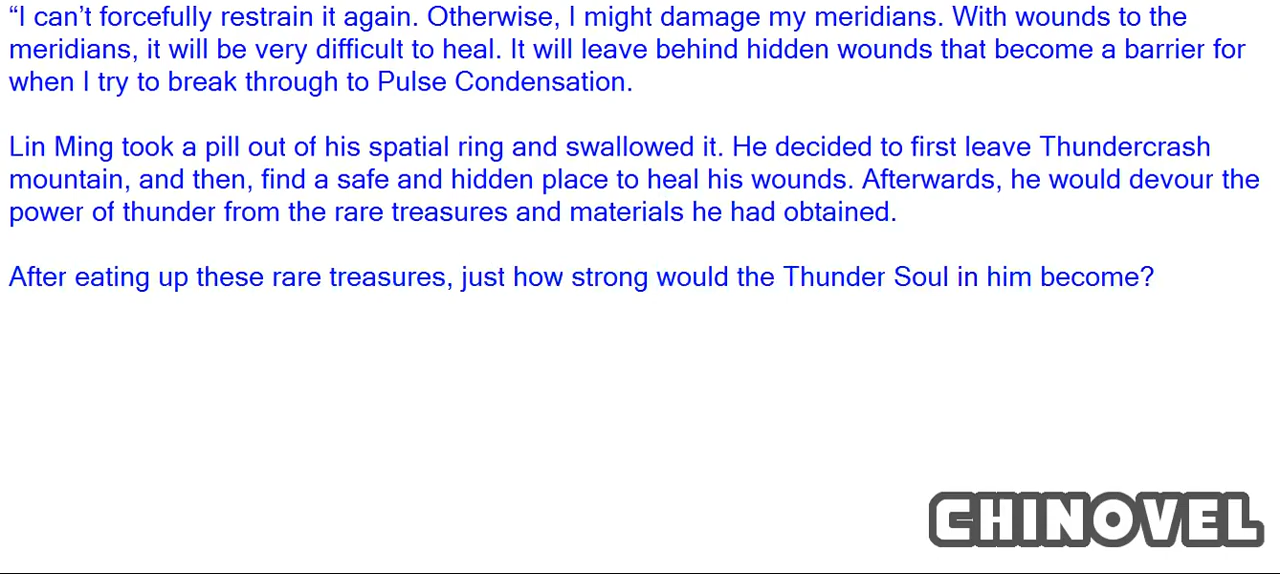 “I can’t forcefully restrain it again. Otherwise, I might damage my meridians. With wounds to the
meridians, it will be very difficult to heal. It will leave behind hidden wounds that become a barrier for
when I try to break through to Pulse Condensation.
Lin Ming took a pill out of his spatial ring and swallowed it. He decided to first leave Thundercrash
mountain, and then, find a safe and hidden place to heal his wounds. Afterwards, he would devour the
power of thunder from the rare treasures and materials he had obtained.
After eating up these rare treasures, just how strong would the Thunder Soul in him become?
CHINOVEL